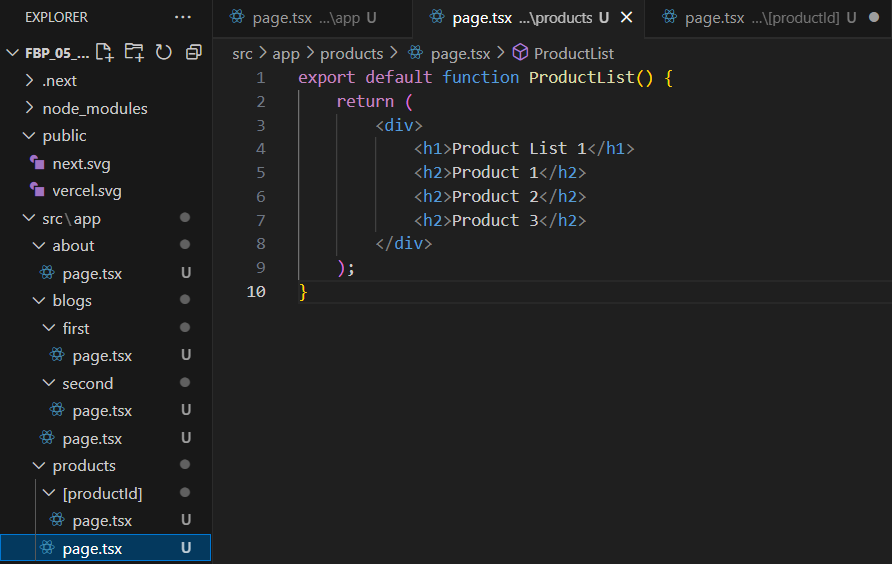 EXPLORER ···
FBP_05_...
.next
node_modules
public
next.svg
vercel.svg
src\app
about
page.tsx U
blogs
first
page.tsx U
second
page.tsx U
page.tsx U
products
[productId]
page.tsx U
page.tsx U
page.tsx ...\app U
page.tsx ...\products U
page.tsx ...\[productId] U
src > app > products > page.tsx > ProductList
1 export default function ProductList() {
2 return (
3 <div>
4 <h1>Product List 1</h1>
5 <h2>Product 1</h2>
6 <h2>Product 2</h2>
7 <h2>Product 3</h2>
8 </div>
9 );
10 }